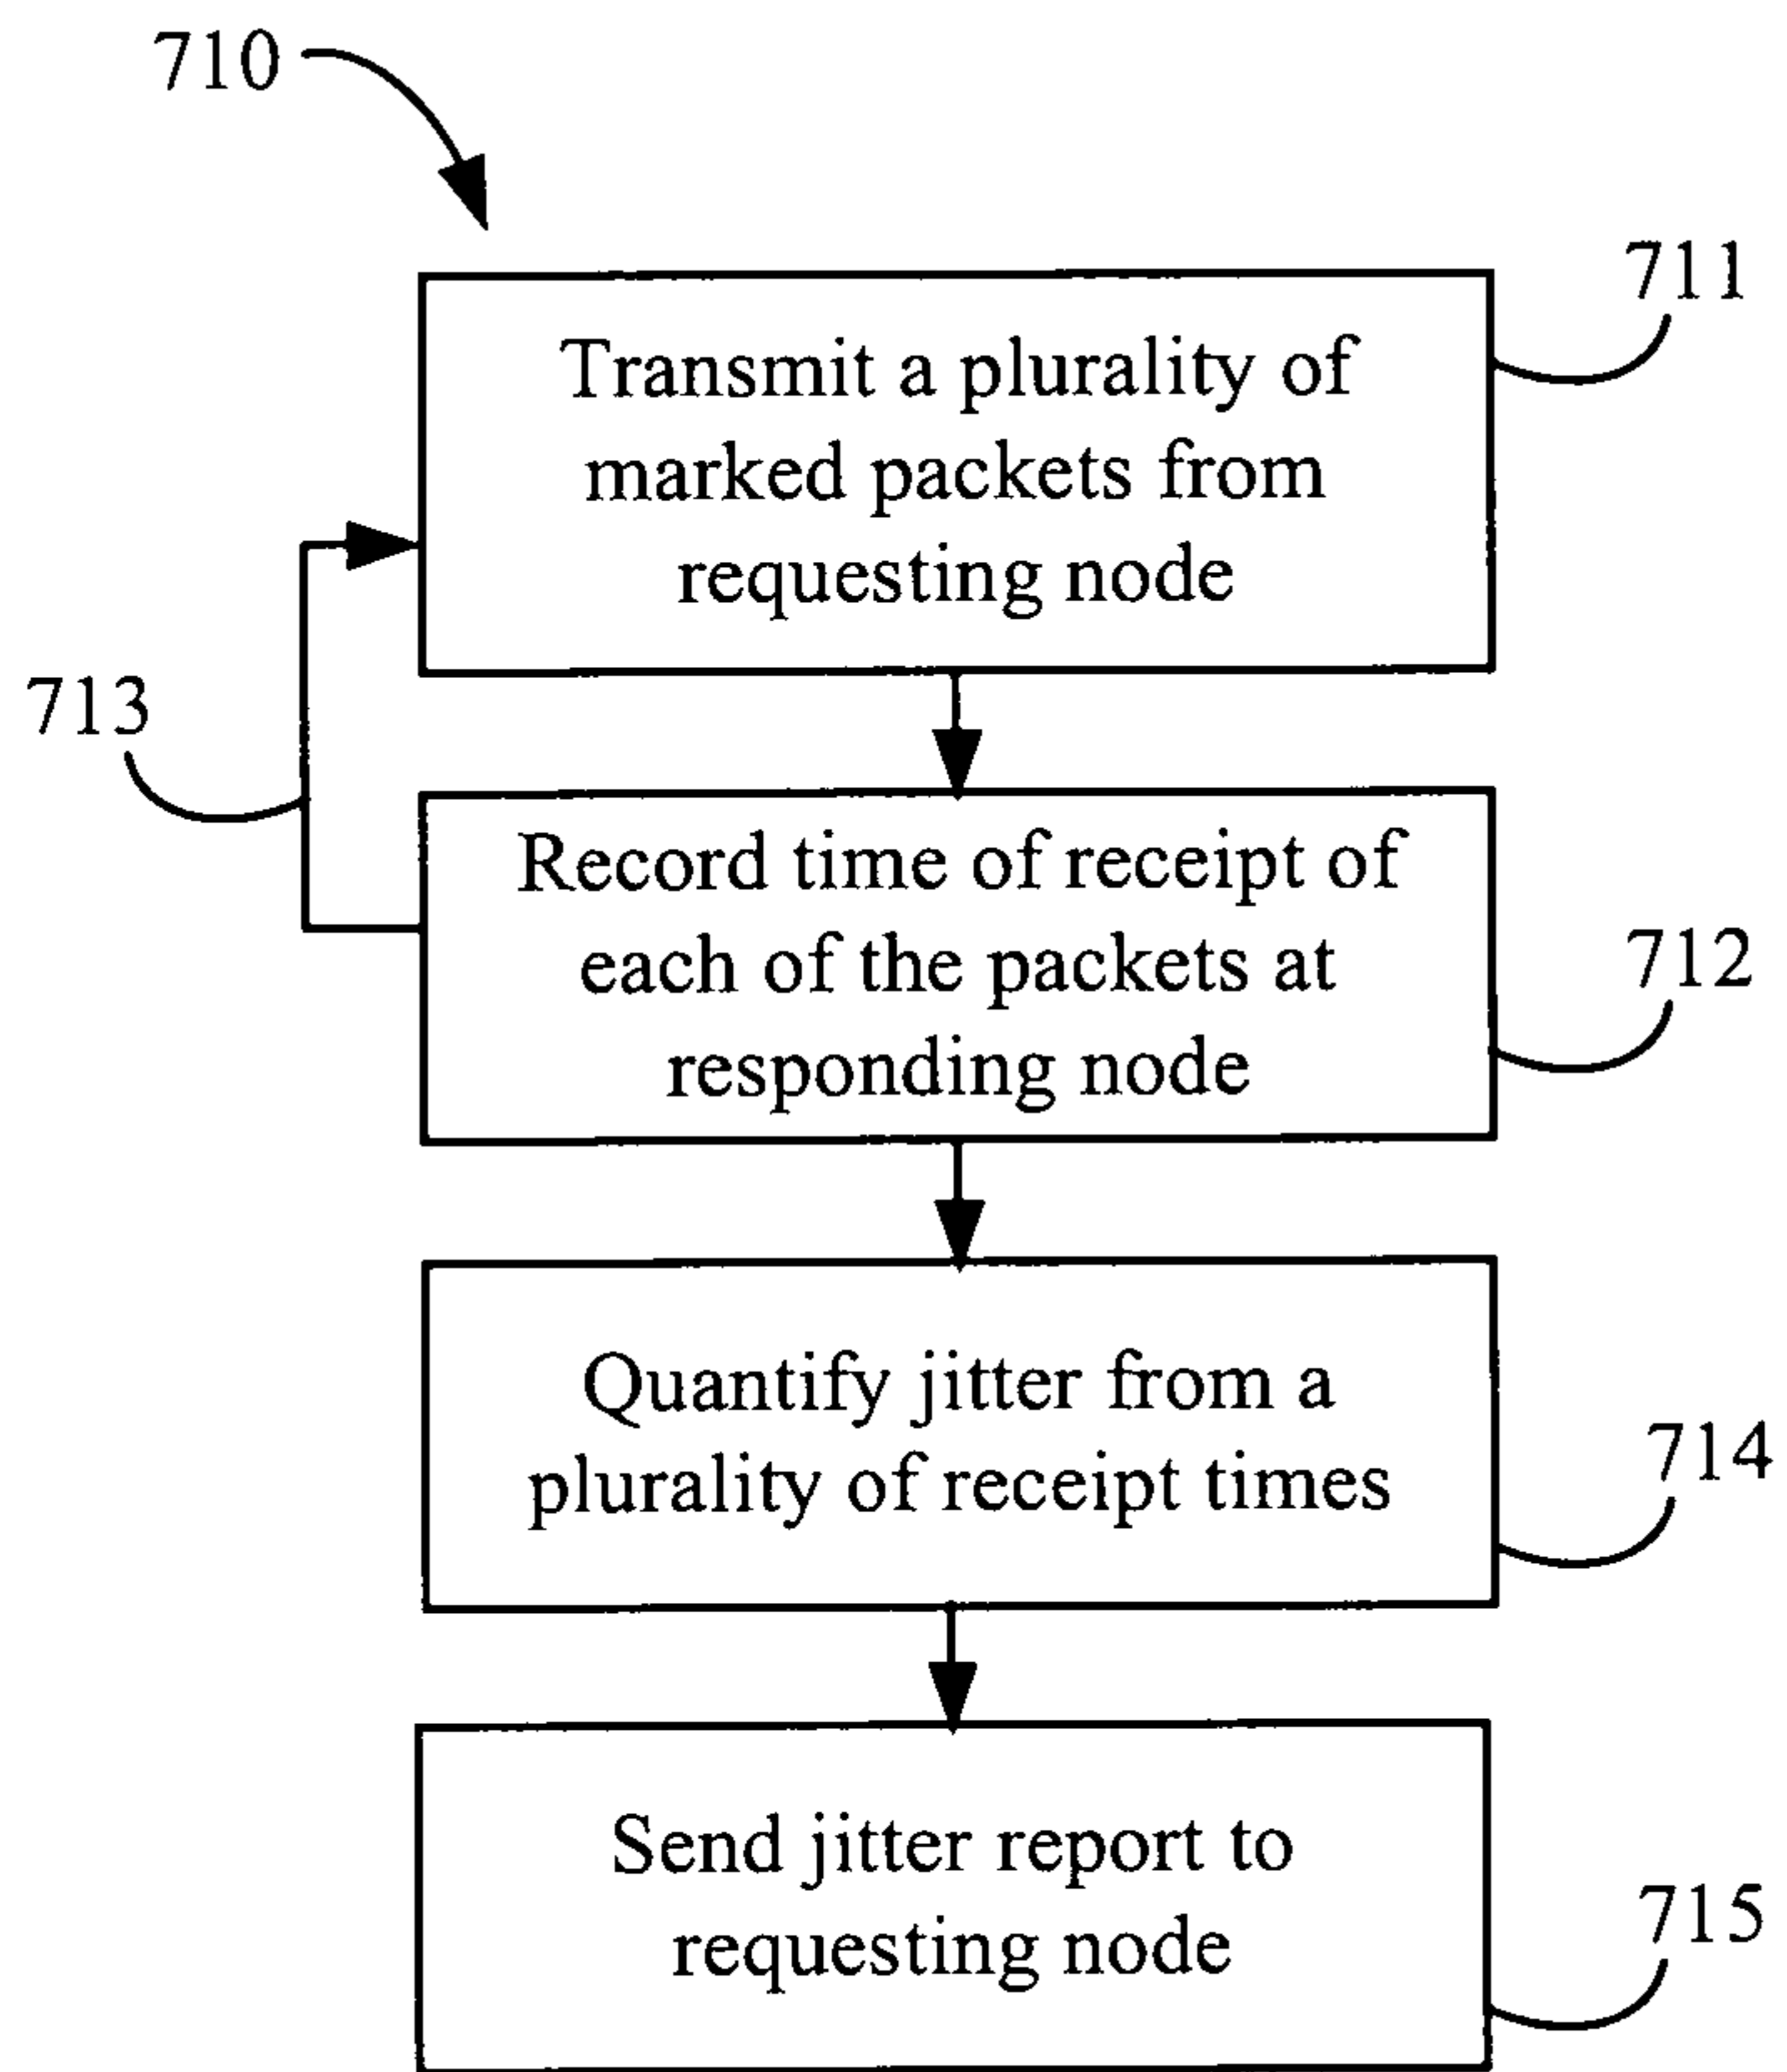 710
711
Transmit a plurality of
marked packets from
requesting node
713
Record time of receipt of
each of the packets at
responding node
712
Quantify jitter from a
plurality of receipt times
714
Send jitter report to
requesting node
715